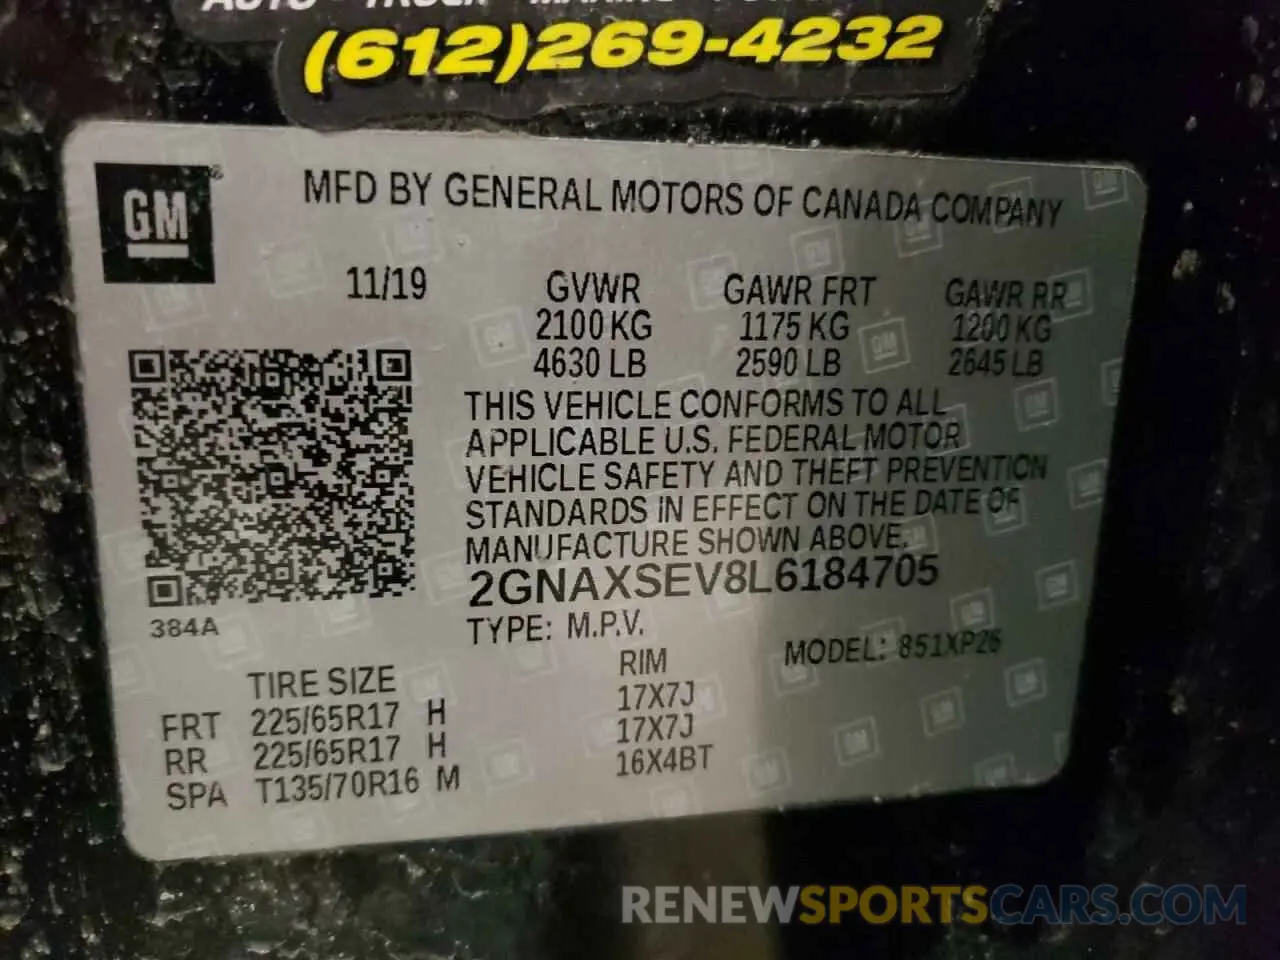 (612)269-4232
GM
MFD BY GENERAL MOTORS OF CANADA COMPANY
11/19 GVWR GAWR FRT GAWR RR
2100 KG 1175 KG 1200 KG
4630 LB 2590 LB 2645 LB
THIS VEHICLE CONFORMS TO ALL
APPLICABLE U.S. FEDERAL MOTOR
VEHICLE SAFETY AND THEFT PREVENTION
STANDARDS IN EFFECT ON THE DATE OF
MANUFACTURE SHOWN ABOVE.
2GNAXSEV8L6184705
384A
TYPE: M.P.V.
MODEL: 851XP26
TIRE SIZE RIM
FRT 225/65R17 H 17X7J
RR 225/65R17 H 17X7J
SPA T135/70R16 M 16X4BT
RENEWSPORTSCARS.COM